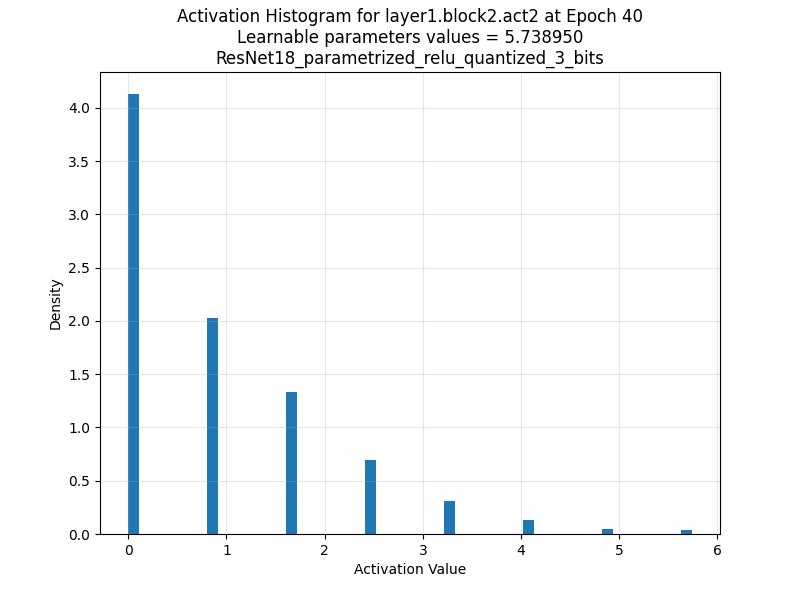 Activation Histogram for layer1.block2.act2 at Epoch 40
Learnable parameters values = 5.738950
ResNet18_parametrized_relu_quantized_3_bits
4.0
3.5
3.0
2.5
2.0
1.5
1.0
0.5
0.0
Density
0 1 2 3 4 5 6
Activation Value